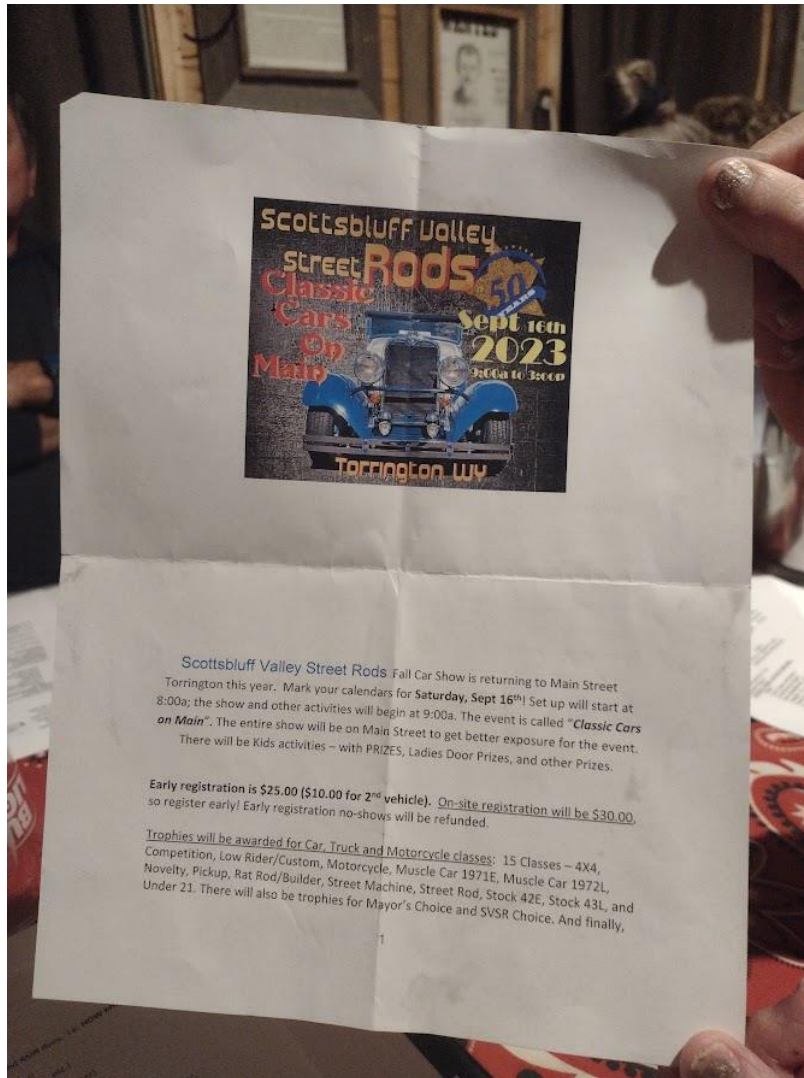 Scottsbluff Valley
Street Rods
Classic
Cars
On
Main
50
YEARS
Sept 16th
2023
9:00a to 3:00p
Torrington WY
Scottsbluff Valley Street Rods Fall Car Show is returning to Main Street
Torrington this year. Mark your calendars for Saturday, Sept 16th! Set up will start at
8:00a; the show and other activities will begin at 9:00a. The event is called "Classic Cars
on Main". The entire show will be on Main Street to get better exposure for the event.
There will be Kids activities – with PRIZES, Ladies Door Prizes, and other Prizes.
Early registration is $25.00 ($10.00 for 2nd vehicle). On-site registration will be $30.00,
so register early! Early registration no-shows will be refunded.
Trophies will be awarded for Car, Truck and Motorcycle classes: 15 Classes – 4X4,
Competition, Low Rider/Custom, Motorcycle, Muscle Car 1971E, Muscle Car 1972L,
Novelty, Pickup, Rat Rod/Builder, Street Machine, Street Rod, Stock 42E, Stock 43L, and
Under 21. There will also be trophies for Mayor's Choice and SVSR Choice. And finally,
1